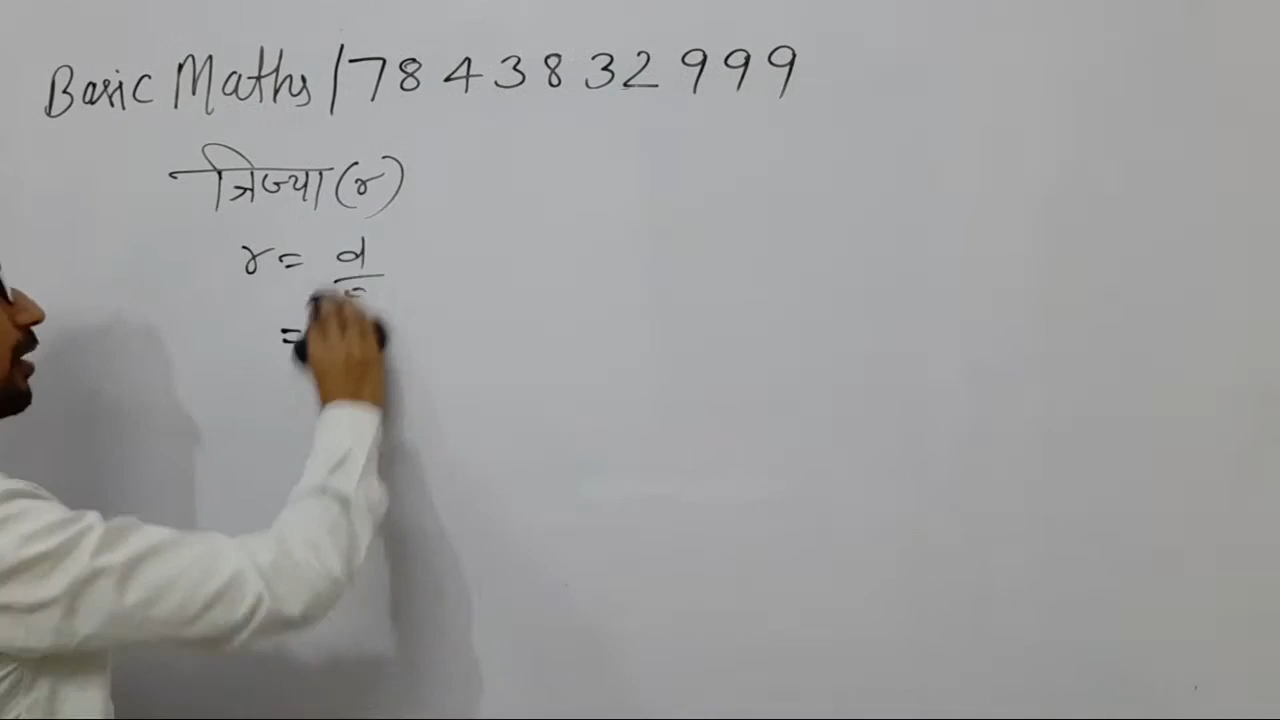 Basic Maths / 7843832999
त्रिज्या (r)
r = d
=